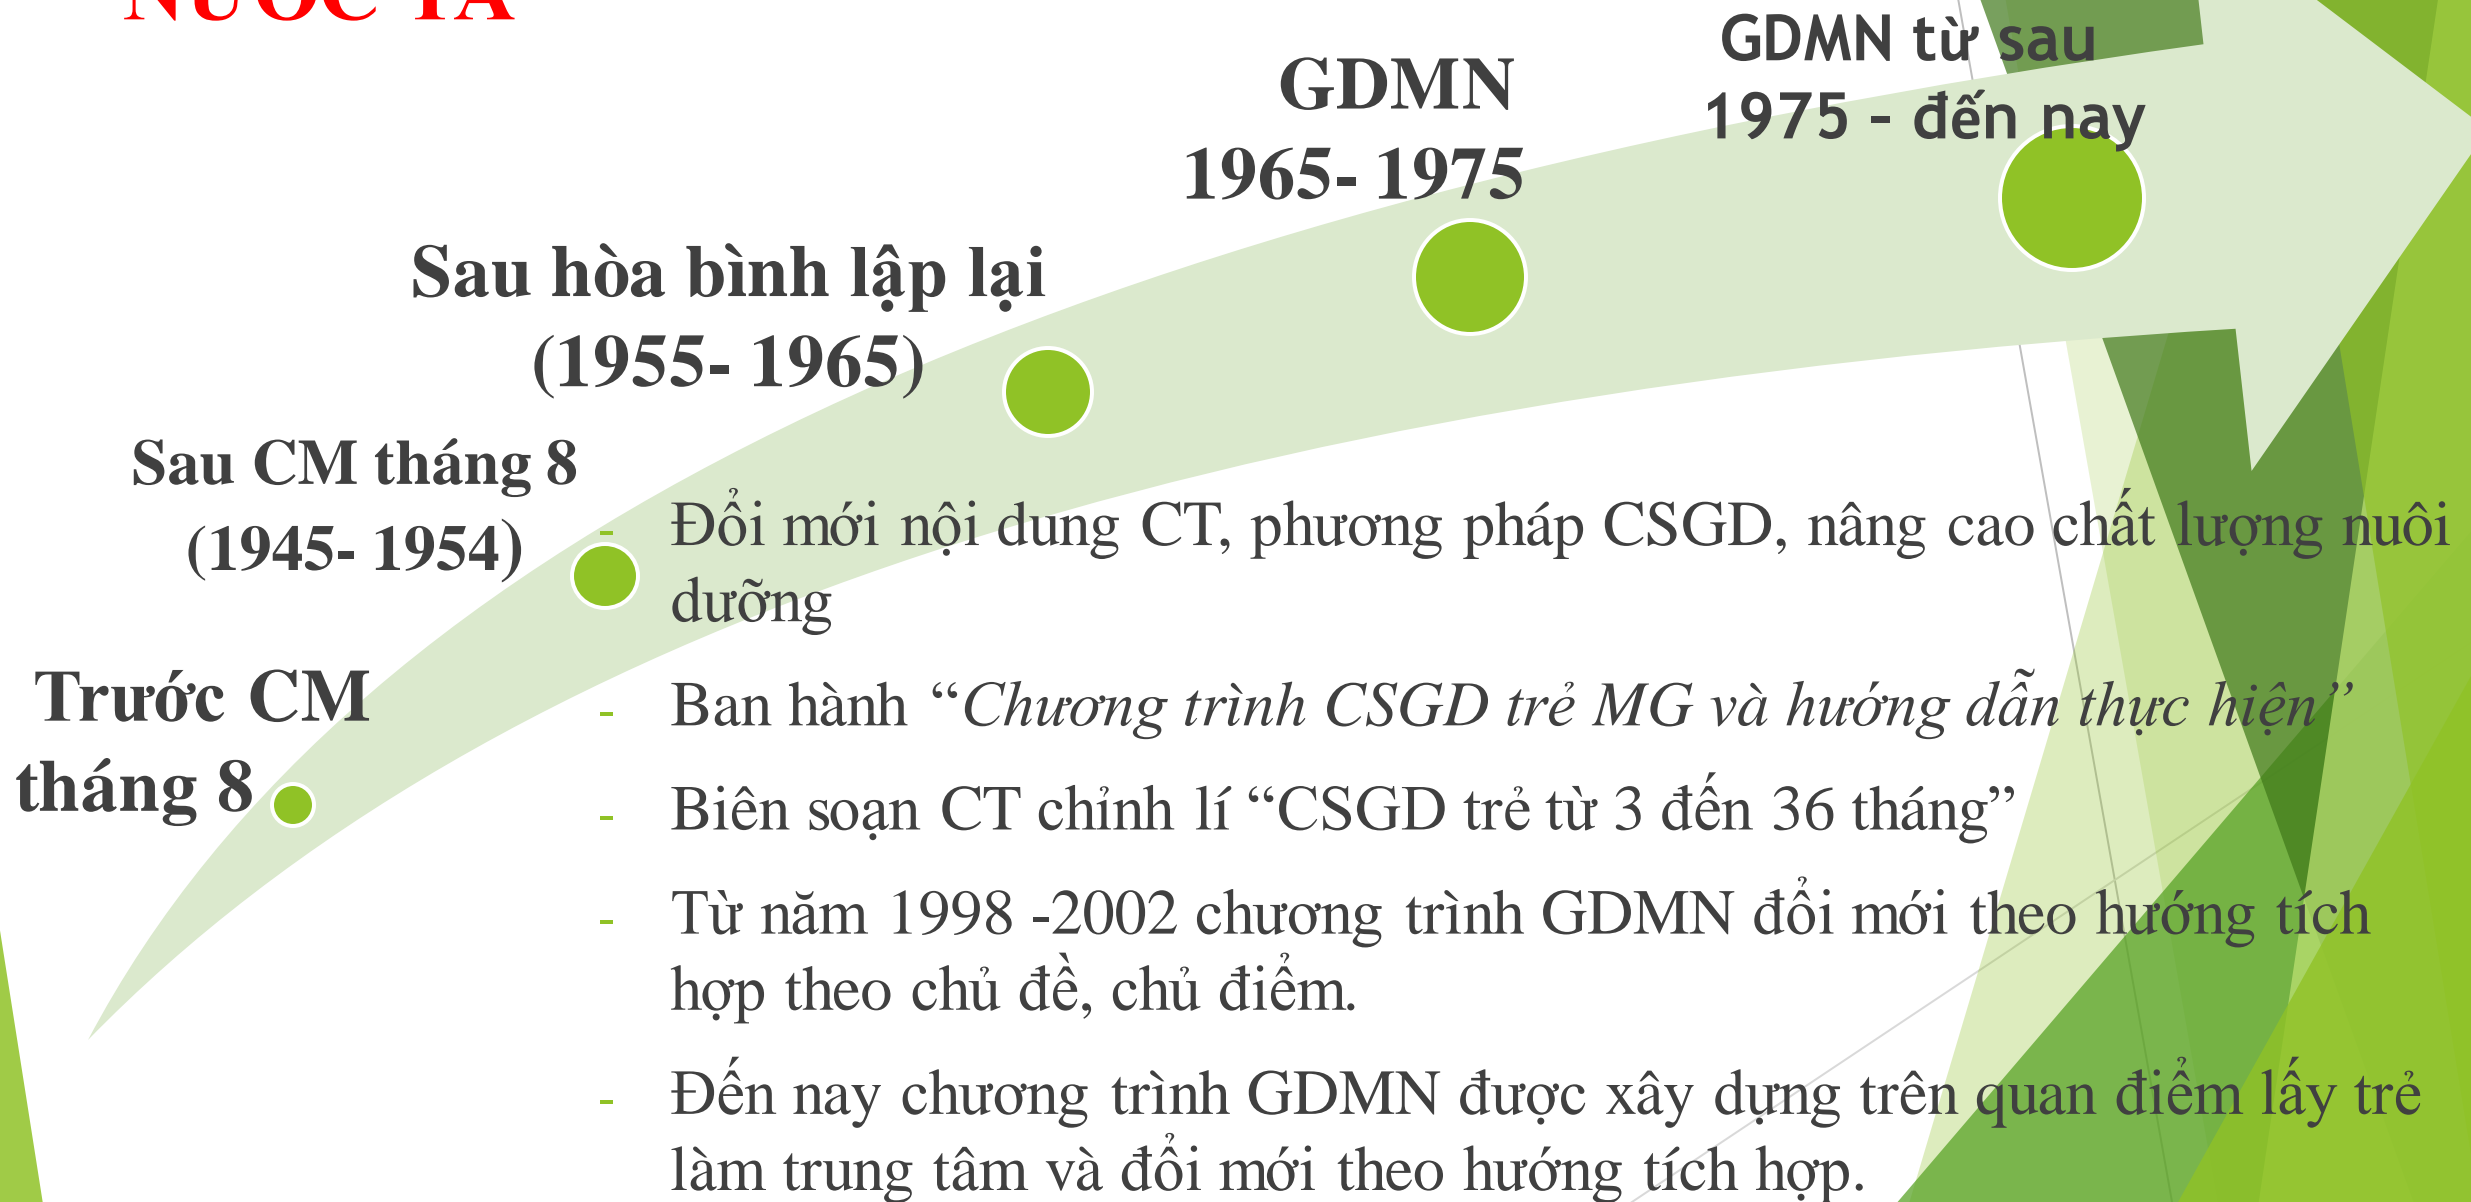 NƯỚC TA
GDMN từ sau
1975 - đến nay
GDMN
1965- 1975
Sau hòa bình lập lại
(1955- 1965)
Sau CM tháng 8
(1945- 1954)
Trước CM
tháng 8
- Đổi mới nội dung CT, phương pháp CSGD, nâng cao chất lượng nuôi
dưỡng
- Ban hành “Chương trình CSGD trẻ MG và hướng dẫn thực hiện”
- Biên soạn CT chỉnh lí “CSGD trẻ từ 3 đến 36 tháng”
- Từ năm 1998 -2002 chương trình GDMN đổi mới theo hướng tích
hợp theo chủ đề, chủ điểm.
- Đến nay chương trình GDMN được xây dựng trên quan điểm lấy trẻ
làm trung tâm và đổi mới theo hướng tích hợp.